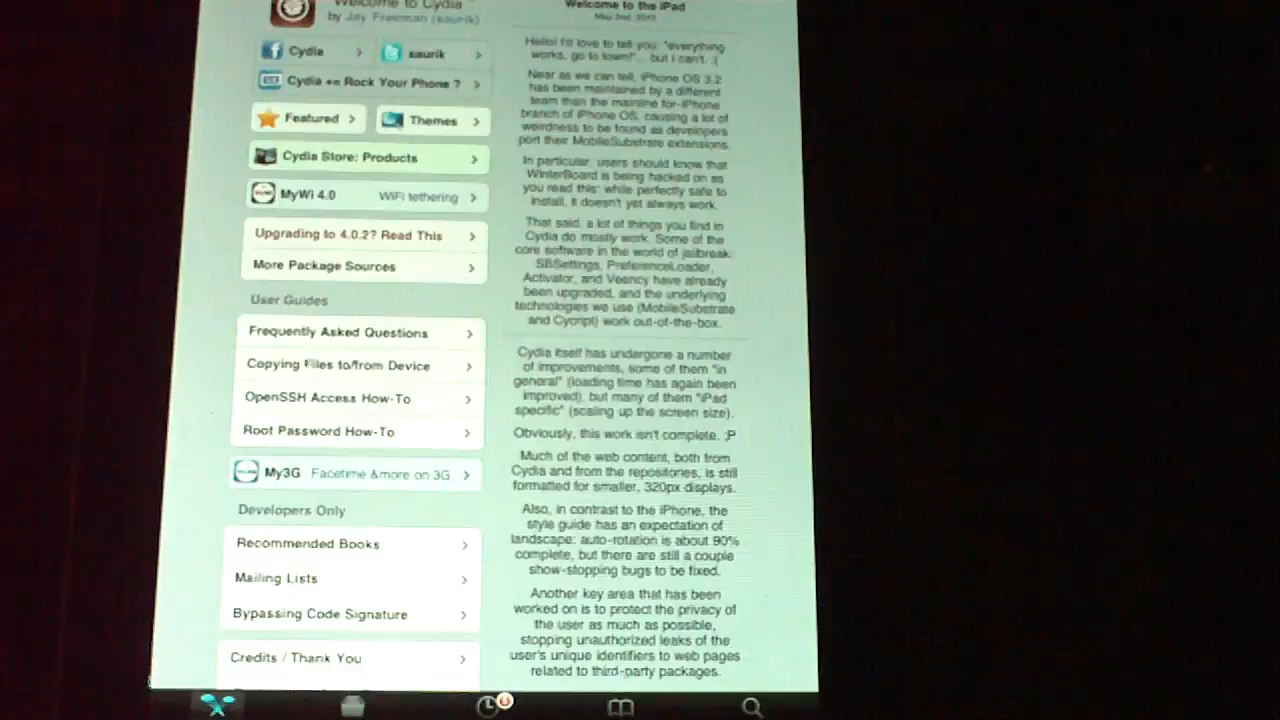 Welcome to Cydia
by Jay Freeman (saurik)
Cydia
saurik
Cydia += Rock Your Phone ?
Featured
Themes
Cydia Store: Products
MyWi 4.0 WiFi tethering
Upgrading to 4.0.2? Read This
More Package Sources
User Guides
Frequently Asked Questions
Copying Files to/from Device
OpenSSH Access How-To
Root Password How-To
My3G Facetime &more on 3G
Developers Only
Recommended Books
Mailing Lists
Bypassing Code Signature
Credits / Thank You
Welcome to the iPad
May 2nd, 2010
Hello! I'd love to tell you: "everything
works, go to town!"... but I can't. :(
Near as we can tell, iPhone OS 3.2
has been maintained by a different
team than the mainline for-iPhone
branch of iPhone OS, causing a lot of
weirdness to be found as developers
port their MobileSubstrate extensions.
In particular, users should know that
WinterBoard is being hacked on as
you read this: while perfectly safe to
install, it doesn't yet always work.
That said, a lot of things you find in
Cydia do mostly work. Some of the
core software in the world of jailbreak:
SBSettings, PreferenceLoader,
Activator, and Veency have already
been upgraded, and the underlying
technologies we use (MobileSubstrate
and Cycript) work out-of-the-box.
Cydia itself has undergone a number
of improvements, some of them "in
general" (loading time has again been
improved), but many of them "iPad
specific" (scaling up the screen size).
Obviously, this work isn't complete. ;P
Much of the web content, both from
Cydia and from the repositories, is still
formatted for smaller, 320px displays.
Also, in contrast to the iPhone, the
style guide has an expectation of
landscape: auto-rotation is about 90%
complete, but there are still a couple
show-stopping bugs to be fixed.
Another key area that has been
worked on is to protect the privacy of
the user as much as possible,
stopping unauthorized leaks of the
user's unique identifiers to web pages
related to third-party packages.